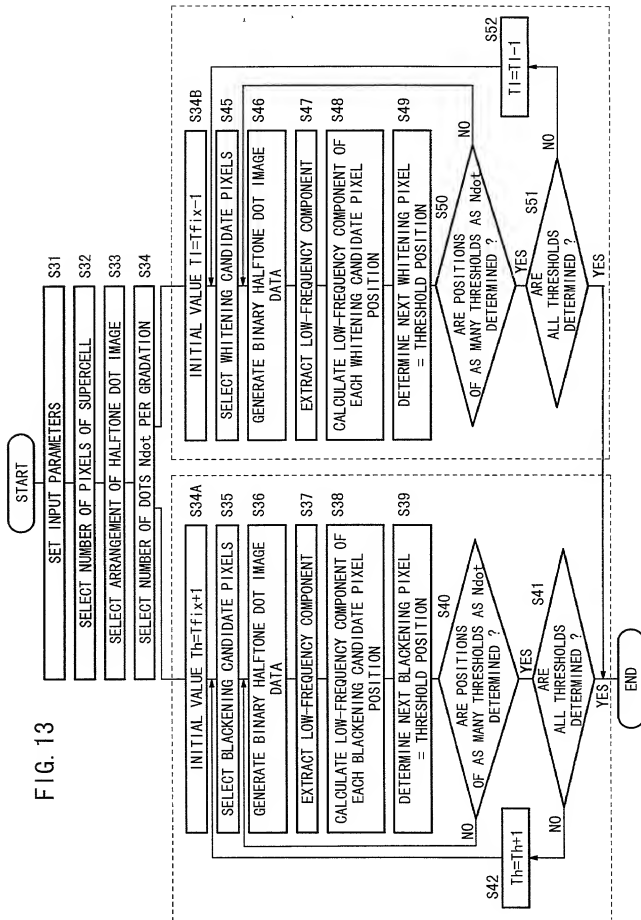 FIG. 13
START
SET INPUT PARAMETERS
S31
SELECT NUMBER OF PIXELS OF SUPERCELL
S32
SELECT ARRANGEMENT OF HALFTONE DOT IMAGE
S33
SELECT NUMBER OF DOTS Ndot PER GRADATION
S34
INITIAL VALUE Th=Tfix+1
S34A
SELECT BLACKENING CANDIDATE PIXELS
S35
GENERATE BINARY HALFTONE DOT IMAGE
DATA
S36
EXTRACT LOW-FREQUENCY COMPONENT
S37
CALCULATE LOW-FREQUENCY COMPONENT OF
EACH BLACKENING CANDIDATE PIXEL
POSITION
S38
DETERMINE NEXT BLACKENING PIXEL
= THRESHOLD POSITION
S39
ARE POSITIONS
OF AS MANY THRESHOLDS AS Ndot
DETERMINED ?
S40
NO
YES
ARE
ALL THRESHOLDS
DETERMINED ?
S41
NO
YES
S42
Th=Th+1
INITIAL VALUE Tl=Tfix-1
S34B
SELECT WHITENING CANDIDATE PIXELS
S45
GENERATE BINARY HALFTONE DOT IMAGE
DATA
S46
EXTRACT LOW-FREQUENCY COMPONENT
S47
CALCULATE LOW-FREQUENCY COMPONENT OF
EACH WHITENING CANDIDATE PIXEL
POSITION
S48
DETERMINE NEXT WHITENING PIXEL
= THRESHOLD POSITION
S49
ARE POSITIONS
OF AS MANY THRESHOLDS AS Ndot
DETERMINED ?
S50
NO
YES
ARE
ALL THRESHOLDS
DETERMINED ?
S51
NO
YES
Tl=Tl-1
S52
END